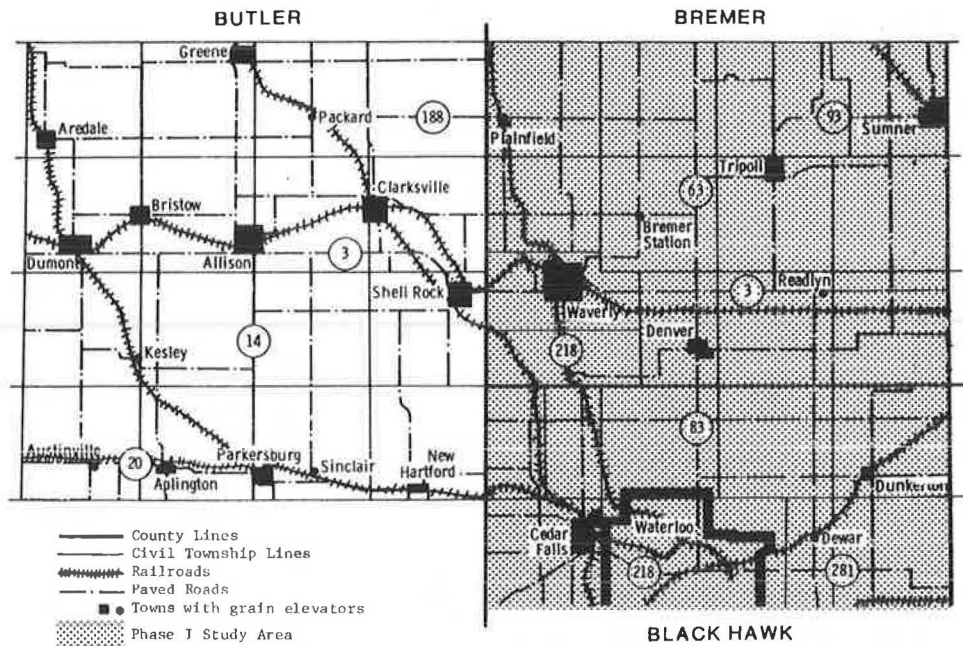 BUTLER
BREMER
Greene
Packard
188
Aredale
Plainfield
93
Sumner
Tripoli
Clarksville
63
Bristow
Bremer
Station
3
Dumont
Allison
Shell Rock
Readlyn
3
Waverly
Denver
14
218
Kesley
83
Austinville
20
Parkersburg
Sinclair
New
Hartford
Aplington
Dunkerton
Cedar
Falls
Waterloo
Dewar
218
281
County Lines
Civil Township Lines
Railroads
Paved Roads
Towns with grain elevators
Phase I Study Area
BLACK HAWK